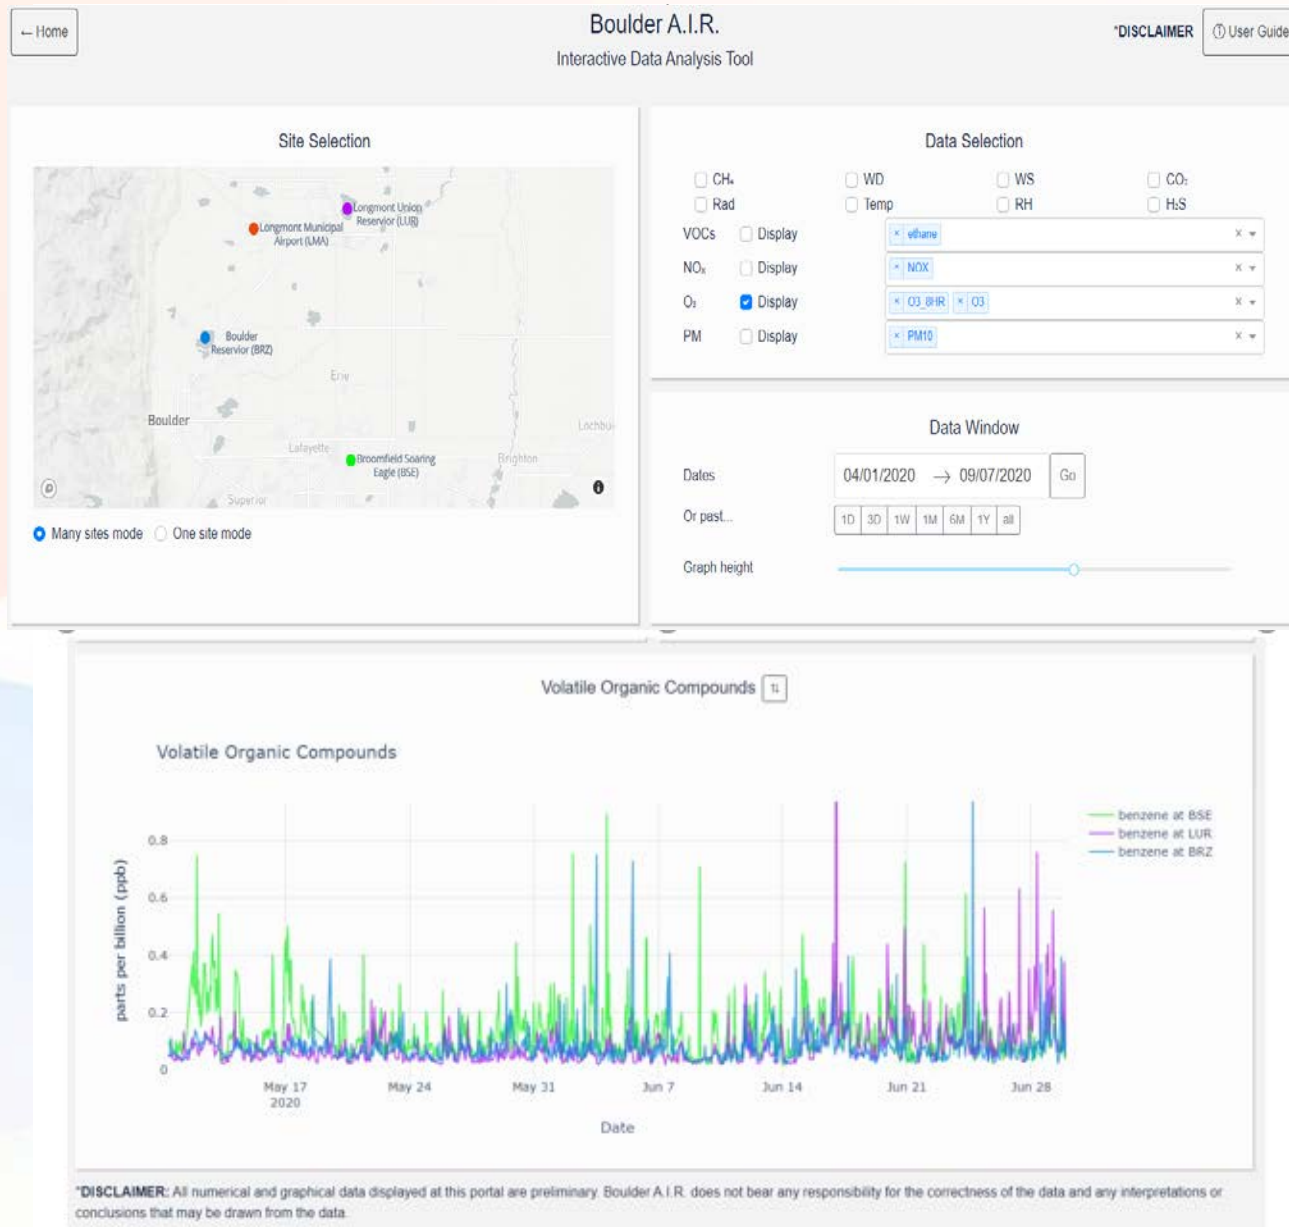 ← Home
Boulder A.I.R.
Interactive Data Analysis Tool
*DISCLAIMER
User Guide
Site Selection
Longmont Union
Reservior (LUR)
Longmont Municipal
Airport (LMA)
Boulder
Reservior (BRZ)
Erie
Boulder
Lafayette
Broomfield Soaring
Eagle (BSE)
Brighton
Lochbu
Superior
Many sites mode One site mode
Data Selection
CH₄ WD WS CO₂
Rad Temp RH H₂S
VOCs Display × ethane ×
NOₓ Display × NOX ×
O₃ Display × O3_8HR × O3 ×
PM Display × PM10 ×
Data Window
Dates 04/01/2020 → 09/07/2020 Go
Or past... 1D 3D 1W 1M 6M 1Y all
Graph height
Volatile Organic Compounds ⇅
Volatile Organic Compounds
benzene at BSE
benzene at LUR
benzene at BRZ
parts per billion (ppb)
0.8
0.6
0.4
0.2
0
May 17 May 24 May 31 Jun 7 Jun 14 Jun 21 Jun 28
2020
Date
*DISCLAIMER: All numerical and graphical data displayed at this portal are preliminary. Boulder A.I.R. does not bear any responsibility for the correctness of the data and any interpretations or
conclusions that may be drawn from the data.